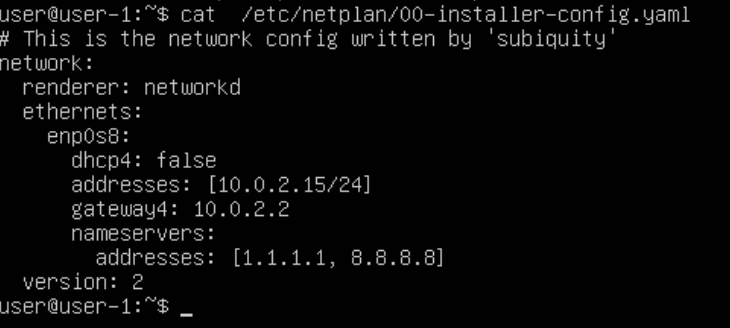 user@user-1:~$ cat  /etc/netplan/00-installer-config.yaml
# This is the network config written by 'subiquity'
network:
  renderer: networkd
  ethernets:
    enp0s8:
      dhcp4: false
      addresses: [10.0.2.15/24]
      gateway4: 10.0.2.2
      nameservers:
        addresses: [1.1.1.1, 8.8.8.8]
  version: 2
user@user-1:~$ _